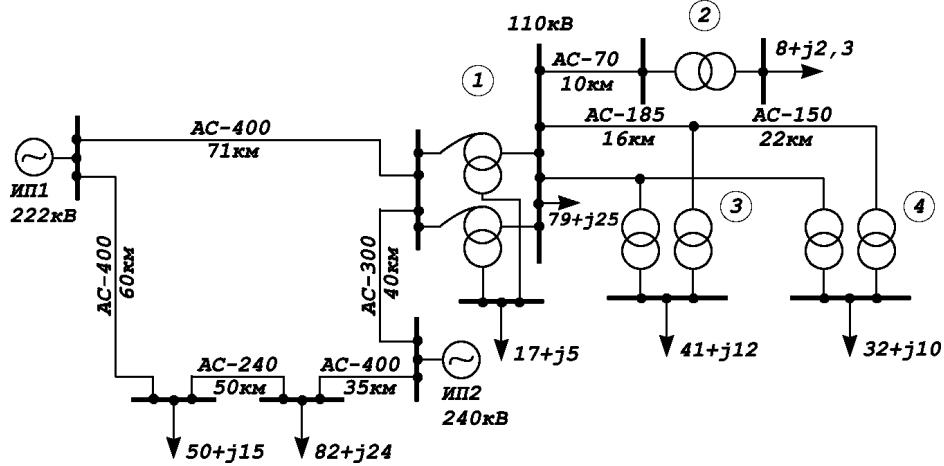 110кВ
2
АС-70
10км
8+j2,3
1
АС-400
71км
АС-185
16км
АС-150
22км
ИП1
222кВ
79+j25
3
4
АС-400
60км
АС-300
40км
17+j5
41+j12
32+j10
АС-240
50км
АС-400
35км
ИП2
240кВ
50+j15
82+j24